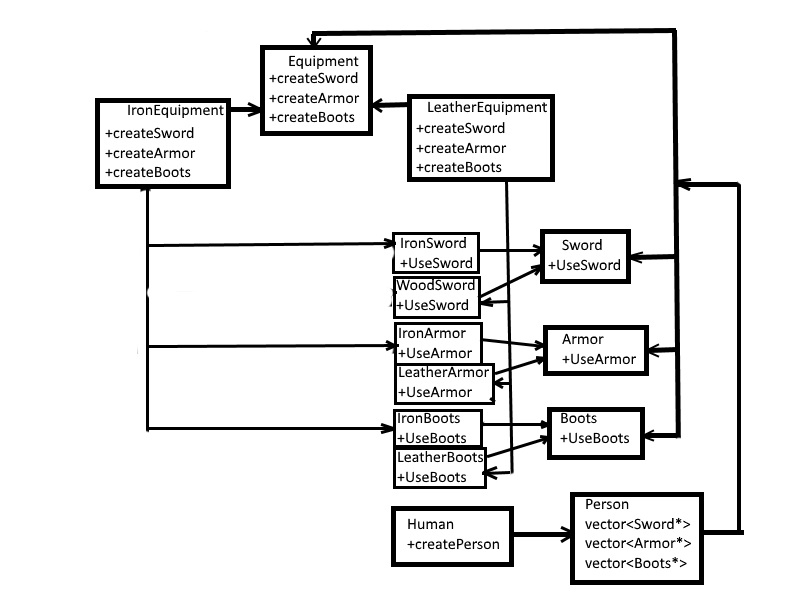 Equipment
+createSword
+createArmor
+createBoots
IronEquipment
+createSword
+createArmor
+createBoots
LeatherEquipment
+createSword
+createArmor
+createBoots
IronSword
+UseSword
WoodSword
+UseSword
Sword
+UseSword
IronArmor
+UseArmor
LeatherArmor
+UseArmor
Armor
+UseArmor
IronBoots
+UseBoots
LeatherBoots
+UseBoots
Boots
+UseBoots
Human
+createPerson
Person
vector<Sword*>
vector<Armor*>
vector<Boots*>